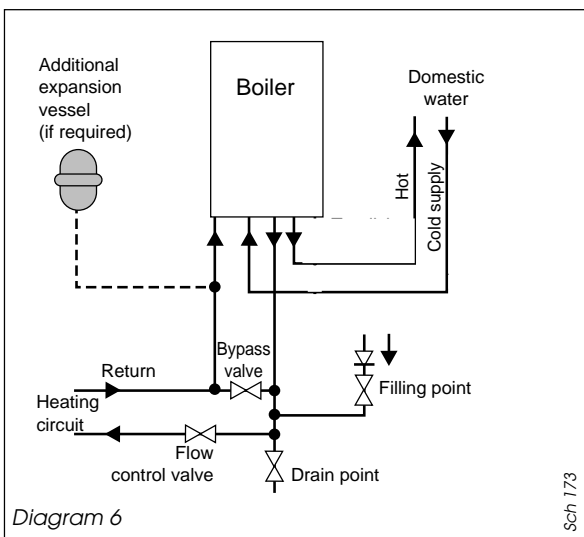 Additional
expansion
vessel
(if required)
Boiler
Domestic
water
Hot
Cold supply
Bypass
valve
Return
Heating
circuit
Filling point
Flow
control valve
Drain point
Diagram 6
Sch 173